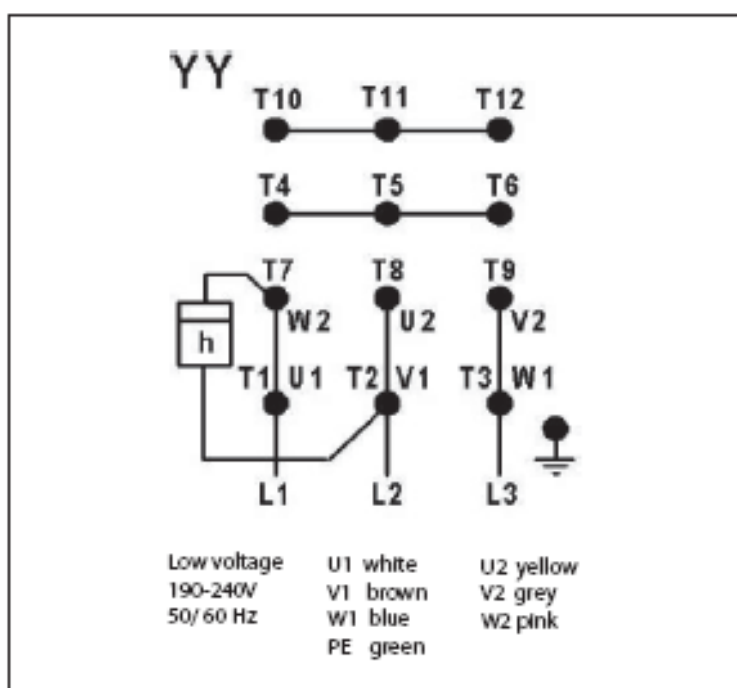 YY
T10 T11 T12
T4 T5 T6
T7 T8 T9
W2 U2 V2
h
T1 U1 T2 V1 T3 W1
L1 L2 L3
Low voltage
190-240V
50/ 60 Hz
U1 white
V1 brown
W1 blue
PE green
U2 yellow
V2 grey
W2 pink